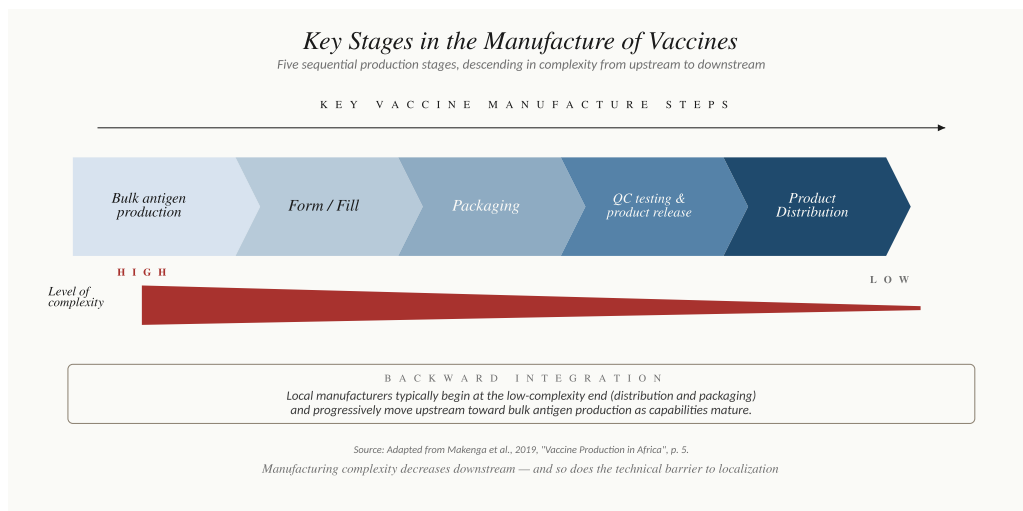 Key Stages in the Manufacture of Vaccines
Five sequential production stages, descending in complexity from upstream to downstream
KEY VACCINE MANUFACTURE STEPS
Bulk antigen
production
Form / Fill
Packaging
QC testing &
product release
Product
Distribution
HIGH
LOW
Level of
complexity
BACKWARD INTEGRATION
Local manufacturers typically begin at the low-complexity end (distribution and packaging)
and progressively move upstream toward bulk antigen production as capabilities mature.
Source: Adapted from Makenga et al., 2019, "Vaccine Production in Africa", p. 5.
Manufacturing complexity decreases downstream — and so does the technical barrier to localization